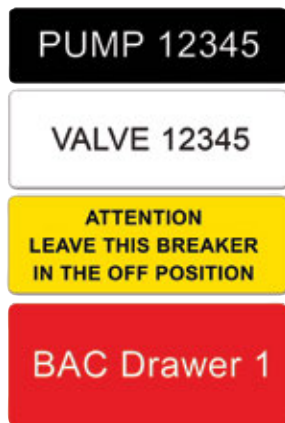 PUMP 12345
VALVE 12345
ATTENTION
LEAVE THIS BREAKER
IN THE OFF POSITION
BAC Drawer 1